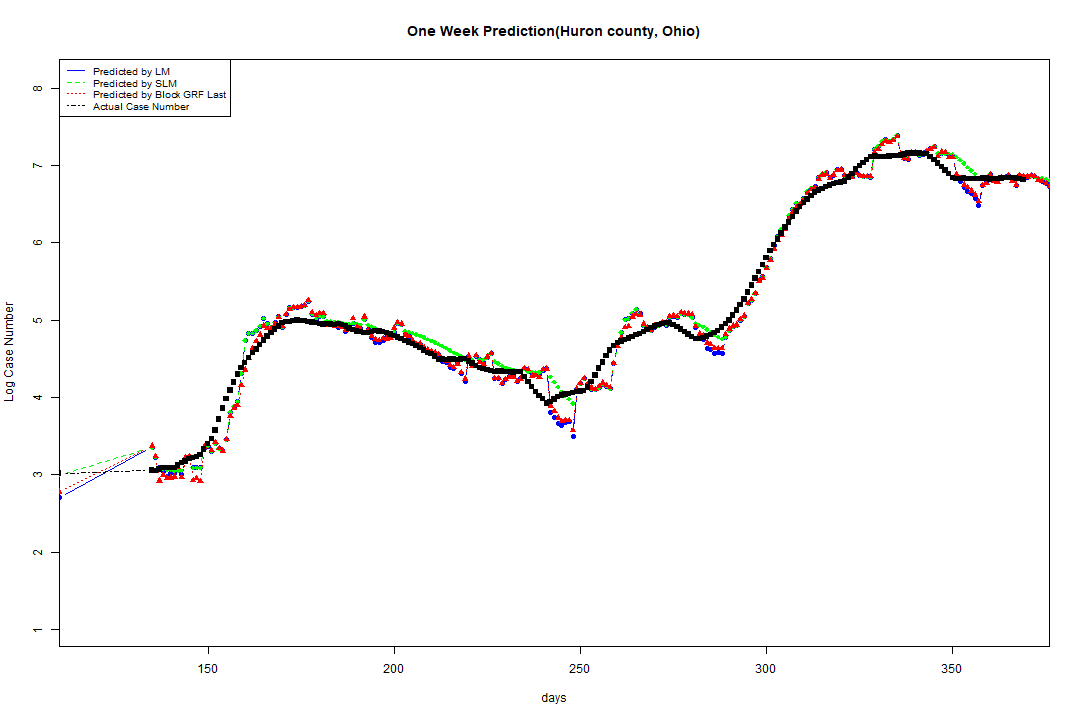 One Week Prediction(Huron county, Ohio)
Predicted by LM
Predicted by SLM
Predicted by Block GRF Last
Actual Case Number
8
7
6
5
4
3
2
1
Log Case Number
150 200 250 300 350
days